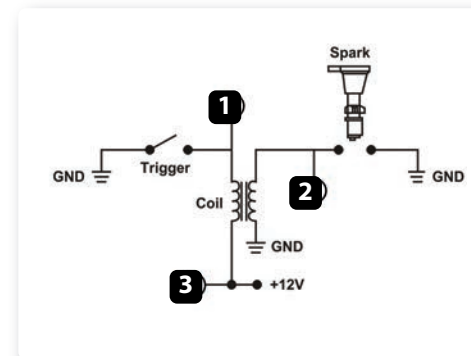 Spark
1
GND
Trigger
GND
2
Coil
GND
3
+12V